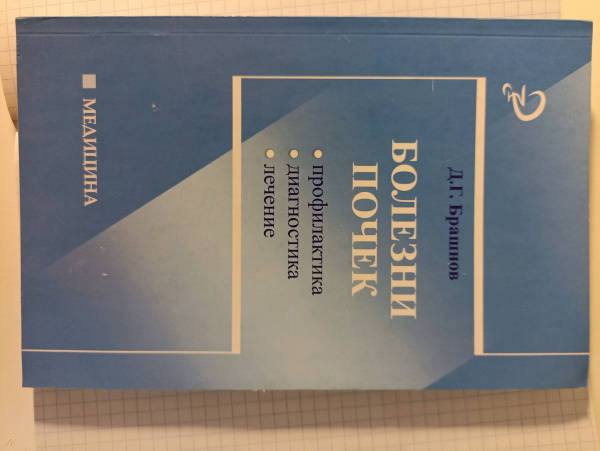 Д.Г. Брашнов
БОЛЕЗНИ
ПОЧЕК
• профилактика
• диагностика
• лечение
■ МЕДИЦИНА